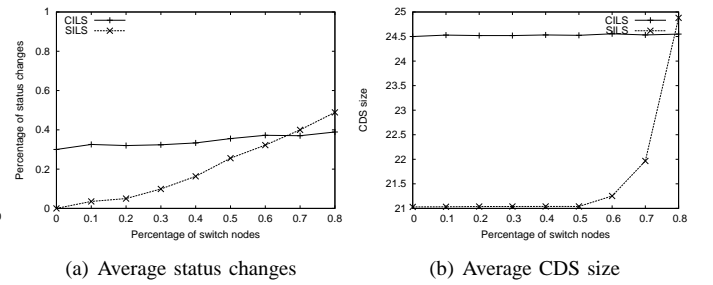 CILS
SILS
Percentage of status changes
1
0.8
0.6
0.4
0.2
0
0 0.1 0.2 0.3 0.4 0.5 0.6 0.7 0.8
Percentage of switch nodes
(a) Average status changes
CILS
SILS
CDS size
25
24.5
24
23.5
23
22.5
22
21.5
21
0 0.1 0.2 0.3 0.4 0.5 0.6 0.7 0.8
Percentage of switch nodes
(b) Average CDS size